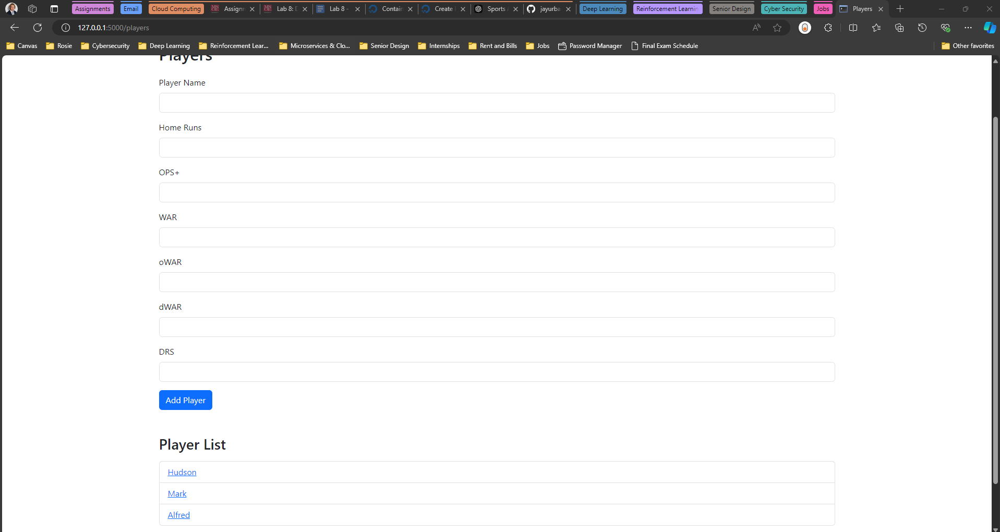 Assignments Email Cloud Computing Assignn Lab 8: D Lab 8 - Contain Create Sports jayurba Deep Learning Reinforcement Learnin Senior Design Cyber Security Jobs Players
127.0.0.1:5000/players
Canvas Rosie Cybersecurity Deep Learning Reinforcement Lear... Microservices & Clo... Senior Design Internships Rent and Bills Jobs Password Manager Final Exam Schedule Other favorites
Players
Player Name
Home Runs
OPS+
WAR
oWAR
dWAR
DRS
Add Player
Player List
Hudson
Mark
Alfred